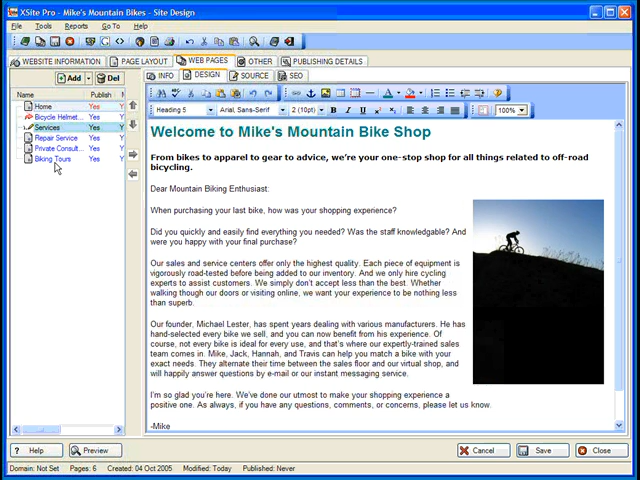 XSite Pro - Mike's Mountain Bikes - Site Design
File Tools Reports Go To Help
WEBSITE INFORMATION PAGE LAYOUT WEB PAGES OTHER PUBLISHING DETAILS
Add Del
INFO DESIGN SOURCE SEO
Name Publish
Home Yes
Bicycle Helmet... Yes
Services Yes
Repair Service Yes
Private Consult... Yes
Biking Tours Yes
Heading 5 Arial, Sans-Serif 2 (10pt) B I U 100%
Welcome to Mike's Mountain Bike Shop
From bikes to apparel to gear to advice, we're your one-stop shop for all things related to off-road
bicycling.
Dear Mountain Biking Enthusiast:
When purchasing your last bike, how was your shopping experience?
Did you quickly and easily find everything you needed? Was the staff knowledgable? And
were you happy with your final purchase?
Our sales and service centers offer only the highest quality. Each piece of equipment is
vigorously road-tested before being added to our inventory. And we only hire cycling
experts to assist customers. We simply don't accept less than the best. Whether
walking though our doors or visiting online, we want your experience to be nothing less
than superb.
Our founder, Michael Lester, has spent years dealing with various manufacturers. He has
hand-selected every bike we sell, and you can now benefit from his experience. Of
course, not every bike is ideal for every use, and that's where our expertly-trained sales
team comes in. Mike, Jack, Hannah, and Travis can help you match a bike with your
exact needs. They alternate their time between the sales floor and our virtual shop, and
will happily answer questions by e-mail or our instant messaging service.
I'm so glad you're here. We've done our utmost to make your shopping experience a
positive one. As always, if you have any questions, comments, or concerns, please let us know.
-Mike
? Help Preview Cancel Save Close
Domain: Not Set Pages: 6 Created: 04 Oct 2005 Modified: Today Published: Never